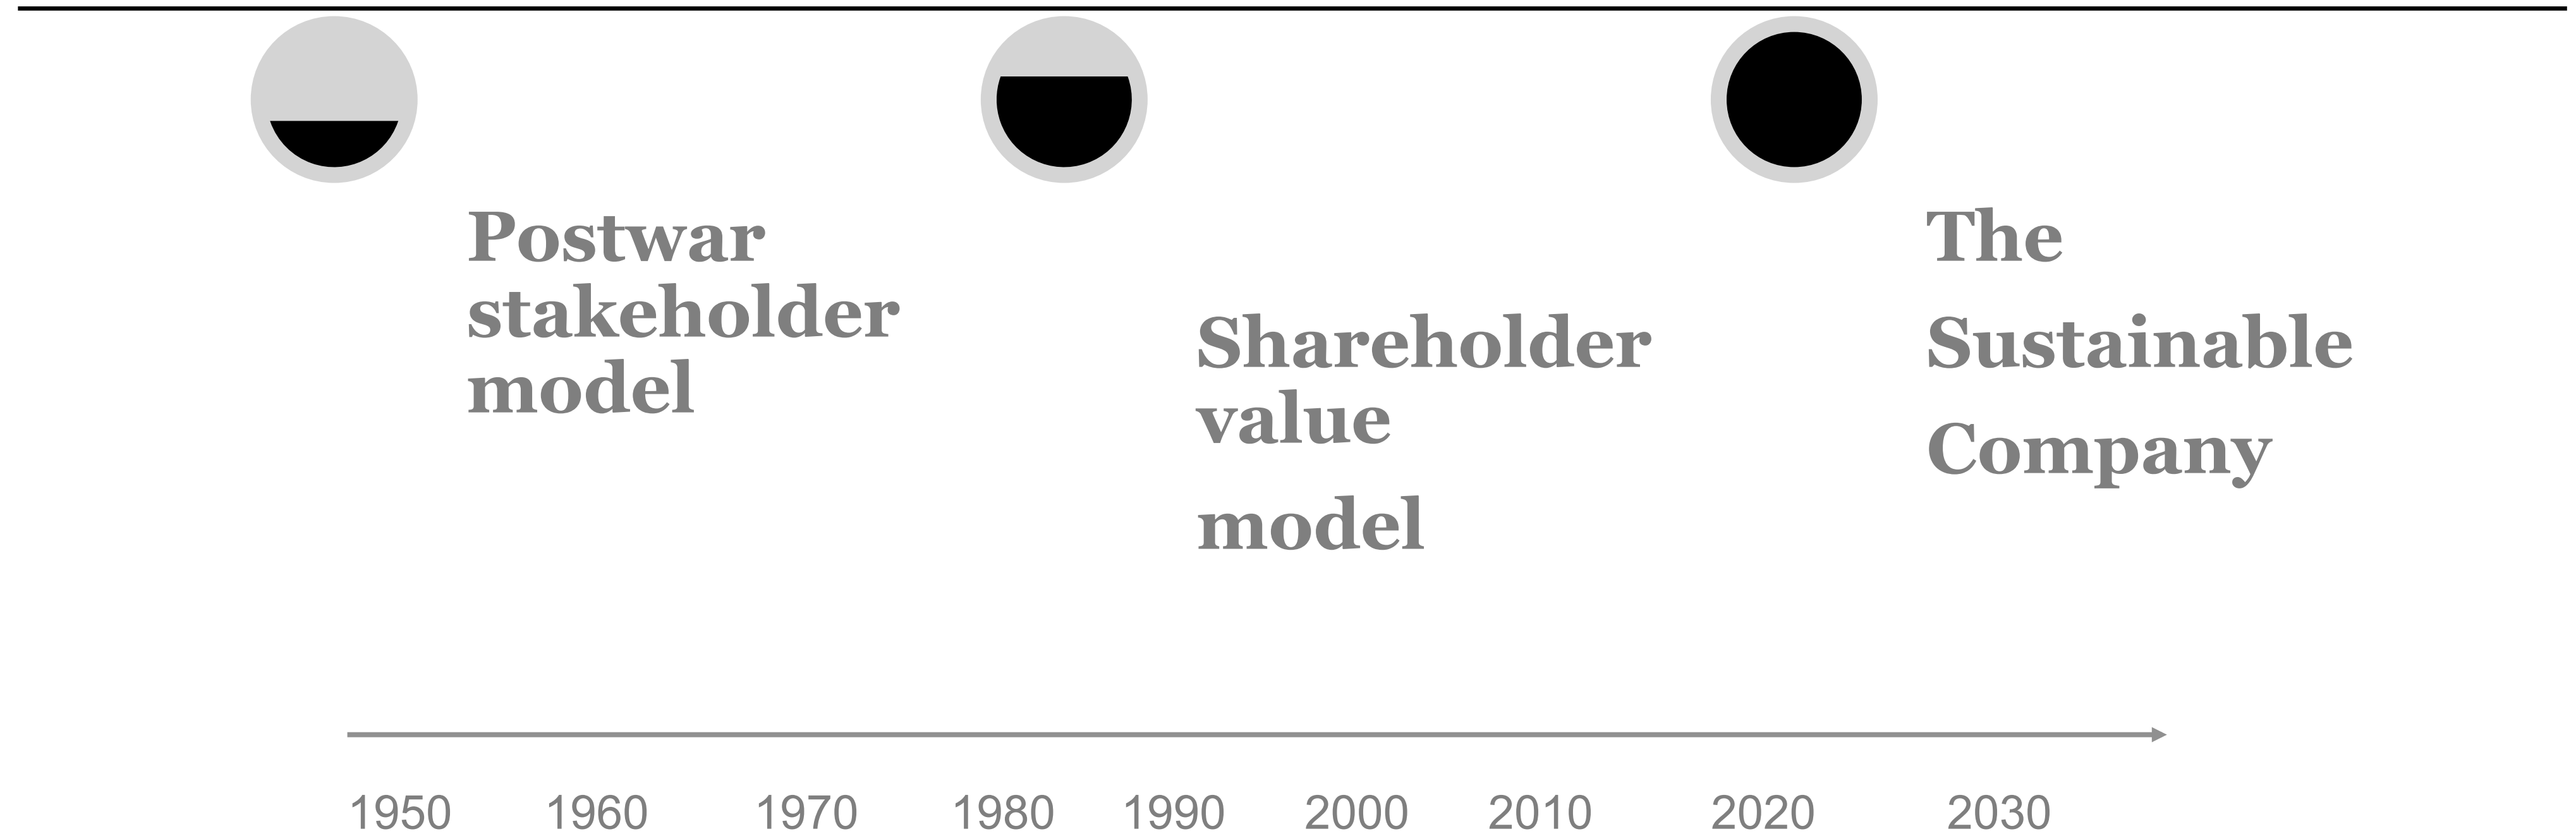 Postwar
stakeholder
model
Shareholder
value
model
The
Sustainable
Company
1950 1960 1970 1980 1990 2000 2010 2020 2030